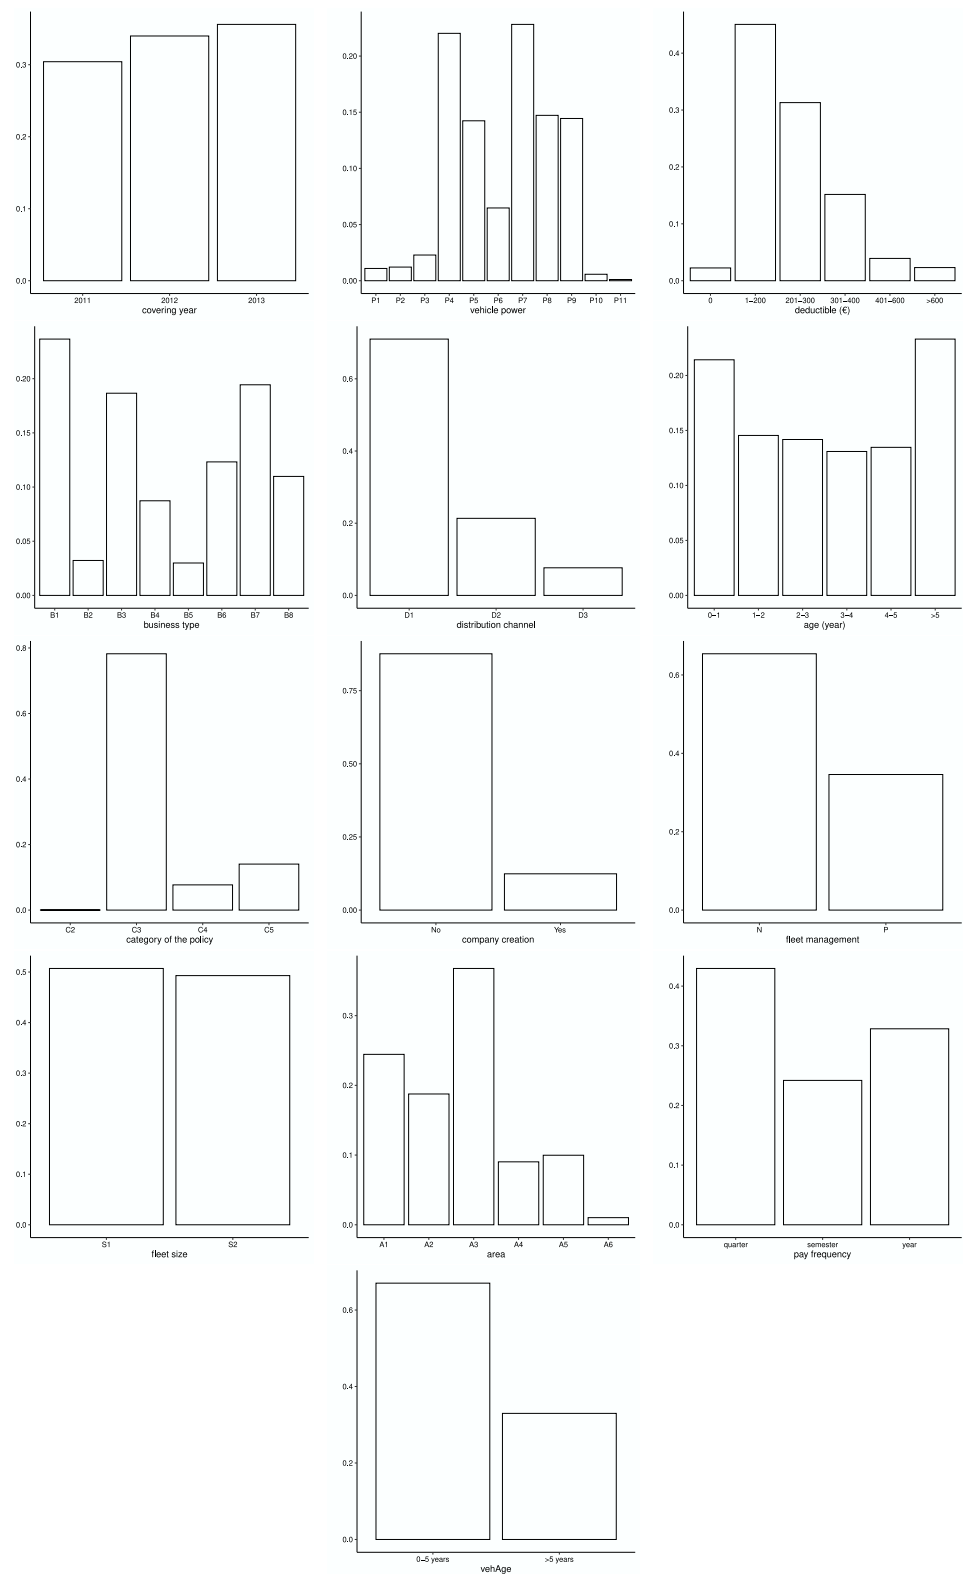 0.3
0.2
0.1
0.0
2011 2012 2013
covering year
0.20
0.15
0.10
0.05
0.00
P1 P2 P3 P4 P5 P6 P7 P8 P9 P10 P11
vehicle power
0.4
0.3
0.2
0.1
0.0
0 1−200 201−300 301−400 401−600 >600
deductible (€)
0.20
0.15
0.10
0.05
0.00
B1 B2 B3 B4 B5 B6 B7 B8
business type
0.6
0.4
0.2
0.0
D1 D2 D3
distribution channel
0.20
0.15
0.10
0.05
0.00
0−1 1−2 2−3 3−4 4−5 >5
age (year)
0.8
0.6
0.4
0.2
0.0
C2 C3 C4 C5
category of the policy
0.75
0.50
0.25
0.00
No Yes
company creation
0.6
0.4
0.2
0.0
N P
fleet management
0.5
0.4
0.3
0.2
0.1
0.0
S1 S2
fleet size
0.3
0.2
0.1
0.0
A1 A2 A3 A4 A5 A6
area
0.4
0.3
0.2
0.1
0.0
quarter semester year
pay frequency
0.6
0.4
0.2
0.0
0−5 years >5 years
vehAge